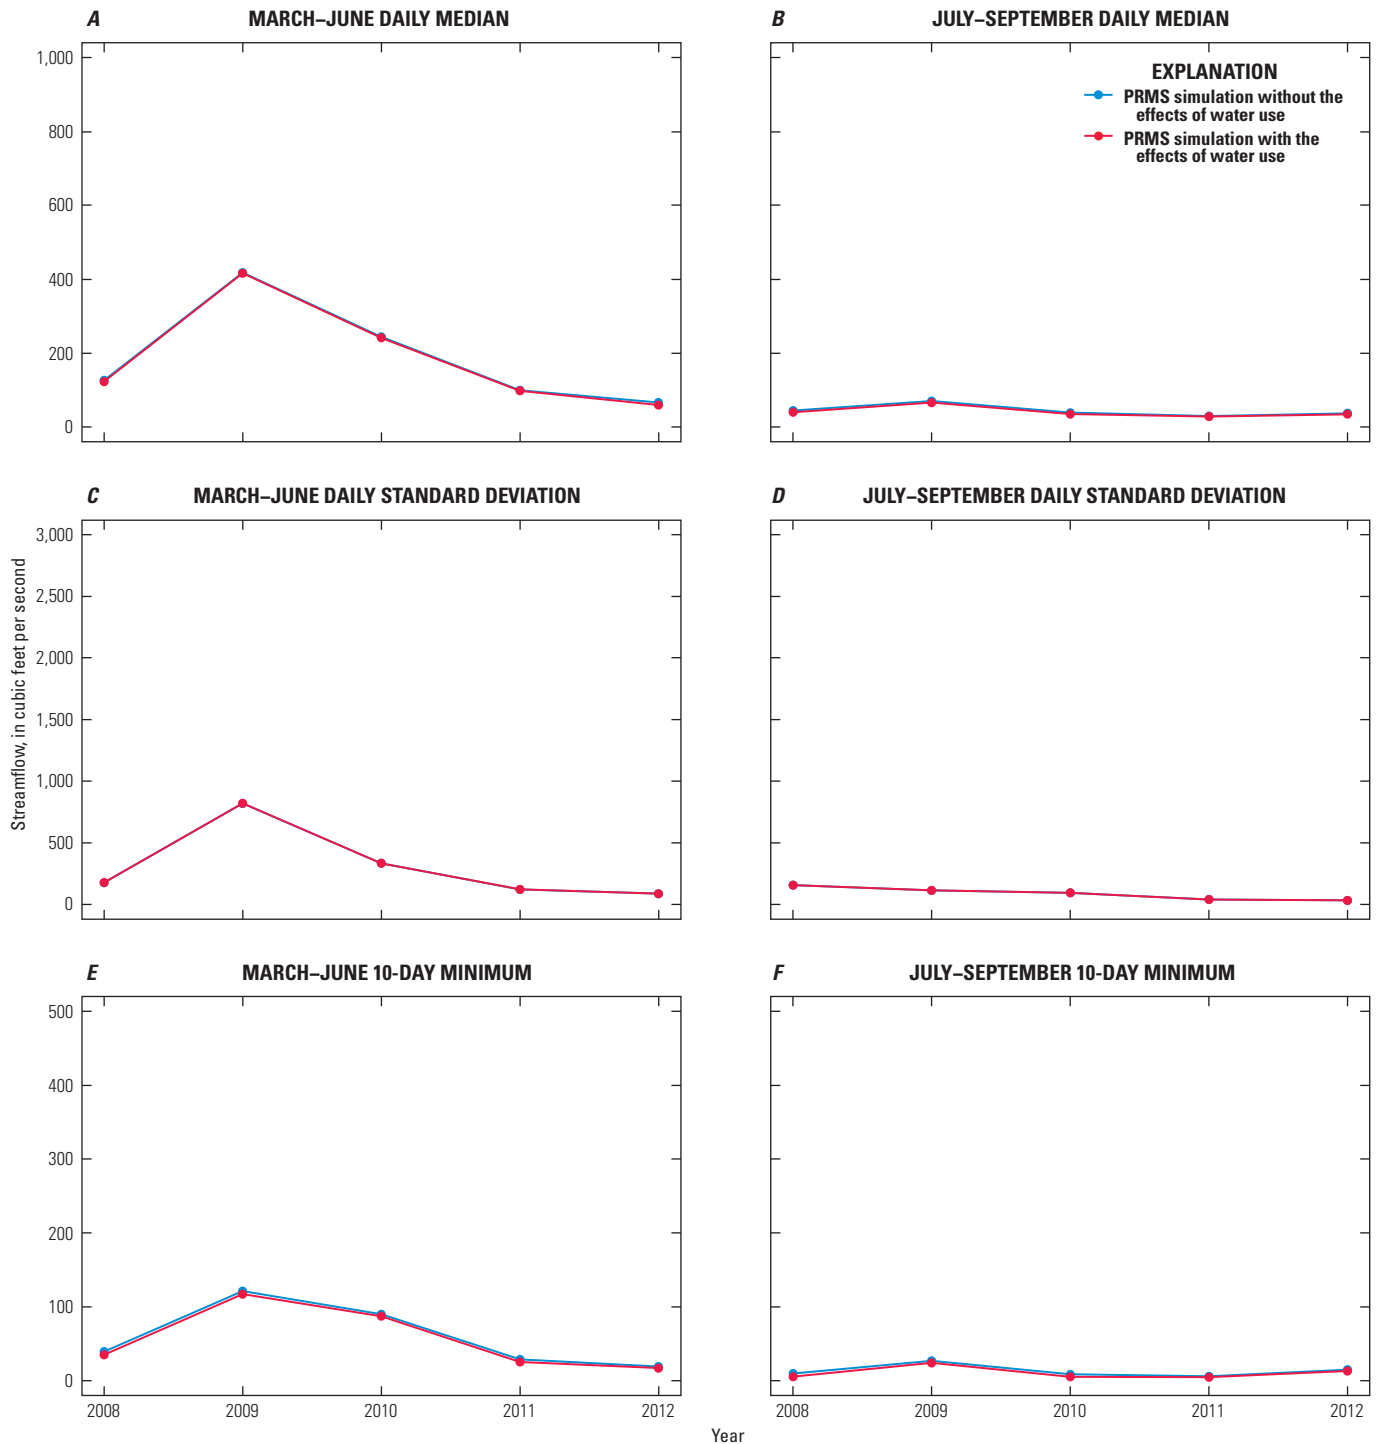 A MARCH–JUNE DAILY MEDIAN
1,000
800
600
400
200
0
B JULY–SEPTEMBER DAILY MEDIAN
EXPLANATION
PRMS simulation without the
effects of water use
PRMS simulation with the
effects of water use
Streamflow, in cubic feet per second
C MARCH–JUNE DAILY STANDARD DEVIATION
3,000
2,500
2,000
1,500
1,000
500
0
D JULY–SEPTEMBER DAILY STANDARD DEVIATION
E MARCH–JUNE 10-DAY MINIMUM
500
400
300
200
100
0
2008 2009 2010 2011 2012
F JULY–SEPTEMBER 10-DAY MINIMUM
2008 2009 2010 2011 2012
Year